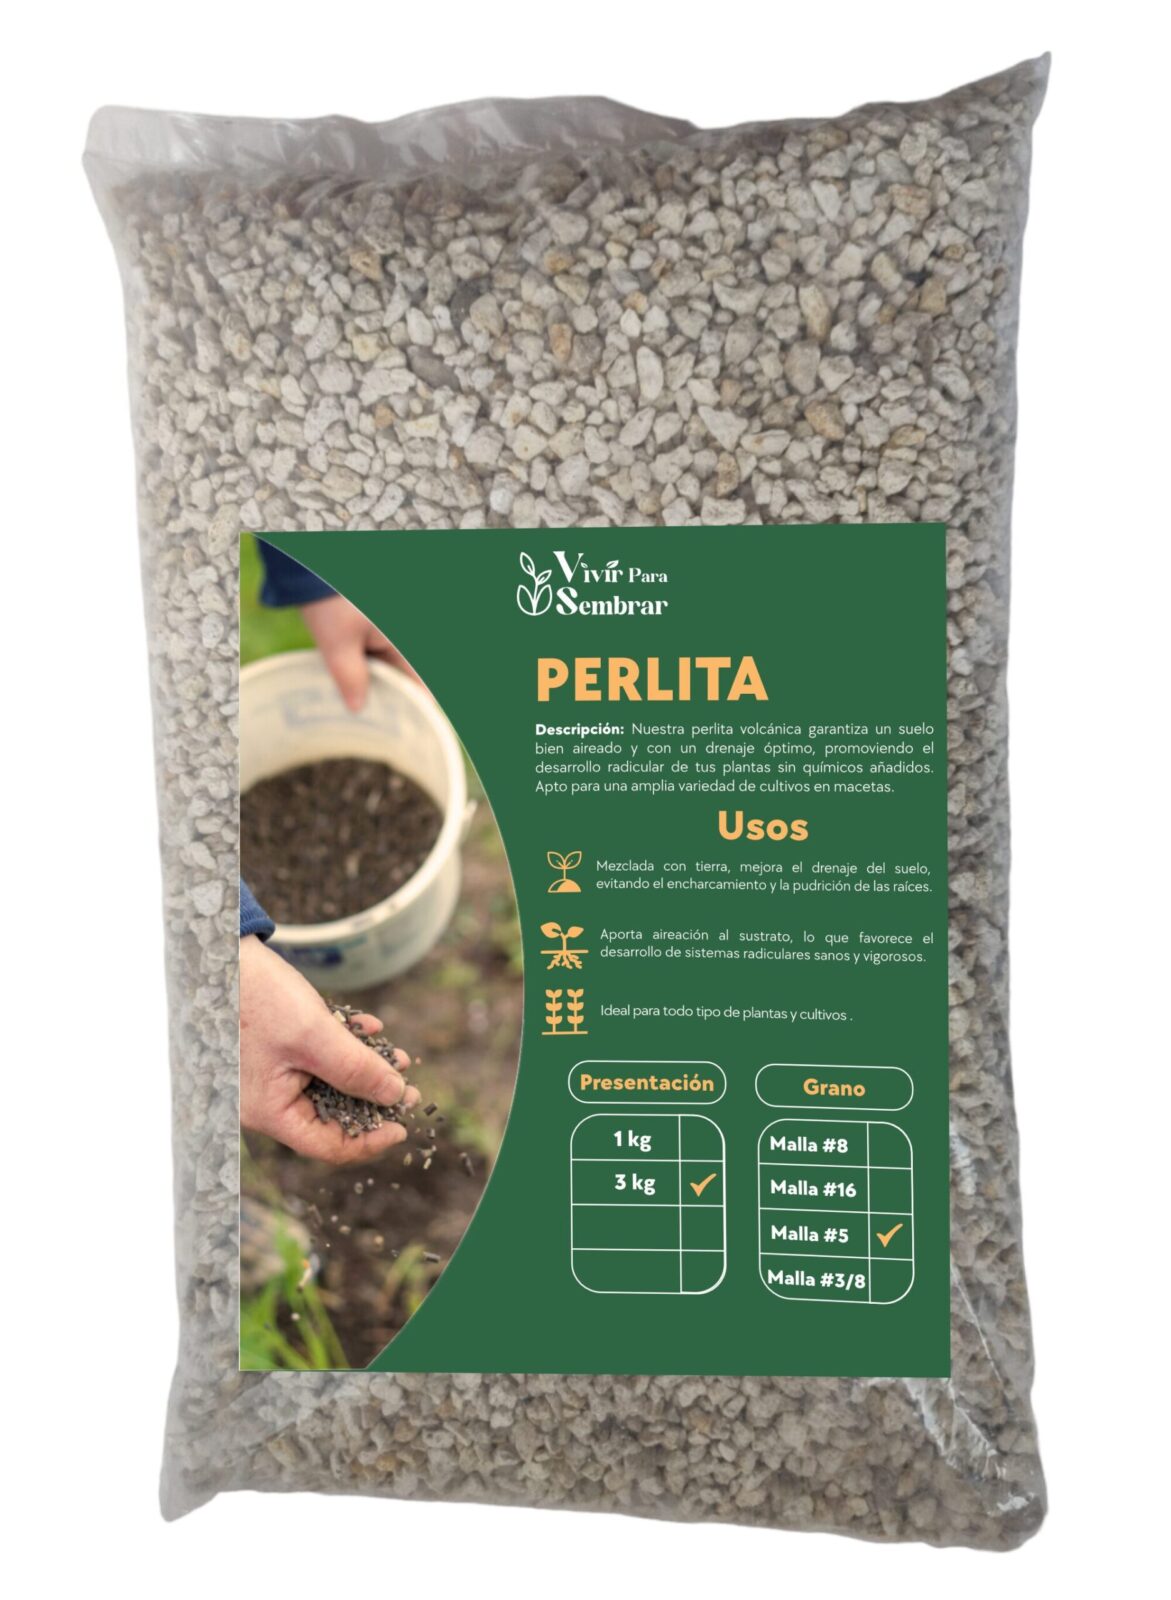 Vivir Para
Sembrar
PERLITA
Descripción: Nuestra perlita volcánica garantiza un suelo
bien aireado y con un drenaje óptimo, promoviendo el
desarrollo radicular de tus plantas sin químicos añadidos.
Apto para una amplia variedad de cultivos en macetas.
Usos
Mezclada con tierra, mejora el drenaje del suelo,
evitando el encharcamiento y la pudrición de las raíces.
Aporta aireación al sustrato, lo que favorece el
desarrollo de sistemas radiculares sanos y vigorosos.
Ideal para todo tipo de plantas y cultivos .
Presentación
1 kg
3 kg
Grano
Malla #8
Malla #16
Malla #5
Malla #3/8